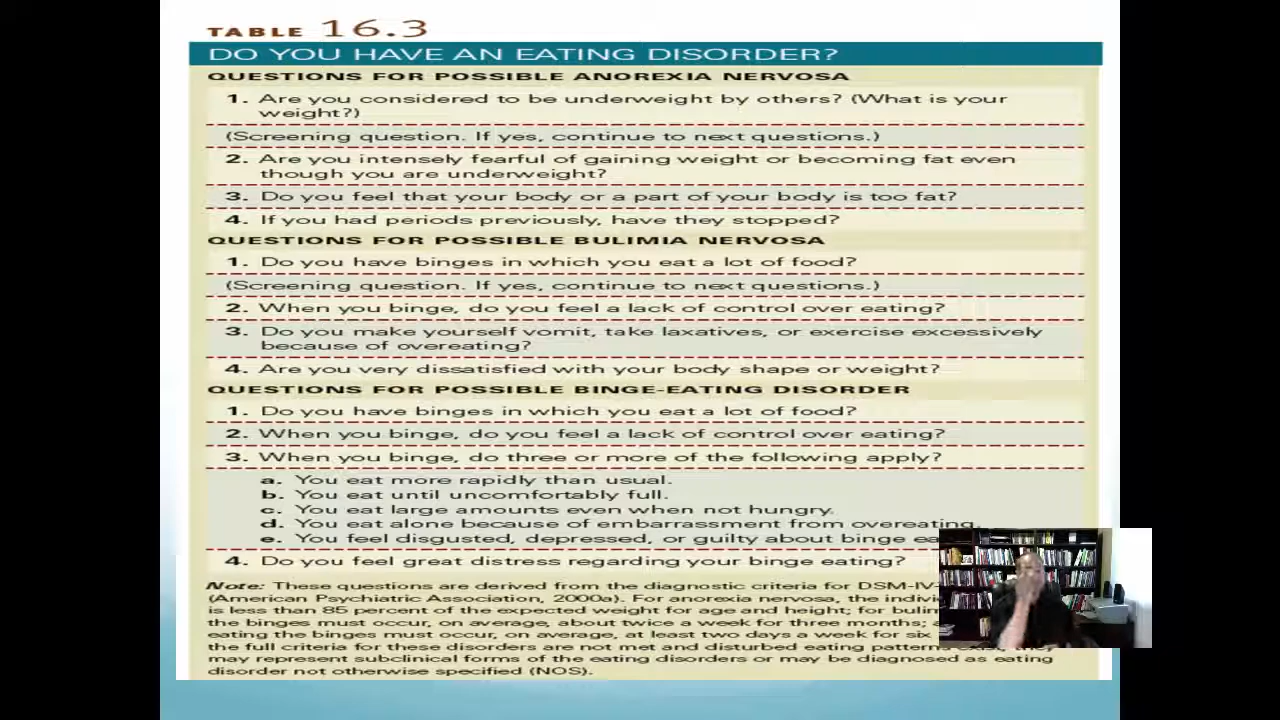 TABLE 16.3
DO YOU HAVE AN EATING DISORDER?
QUESTIONS FOR POSSIBLE ANOREXIA NERVOSA
1. Are you considered to be underweight by others? (What is your
weight?)
(Screening question. If yes, continue to next questions.)
2. Are you intensely fearful of gaining weight or becoming fat even
though you are underweight?
3. Do you feel that your body or a part of your body is too fat?
4. If you had periods previously, have they stopped?
QUESTIONS FOR POSSIBLE BULIMIA NERVOSA
1. Do you have binges in which you eat a lot of food?
(Screening question. If yes, continue to next questions.)
2. When you binge, do you feel a lack of control over eating?
3. Do you make yourself vomit, take laxatives, or exercise excessively
because of overeating?
4. Are you very dissatisfied with your body shape or weight?
QUESTIONS FOR POSSIBLE BINGE-EATING DISORDER
1. Do you have binges in which you eat a lot of food?
2. When you binge, do you feel a lack of control over eating?
3. When you binge, do three or more of the following apply?
a. You eat more rapidly than usual.
b. You eat until uncomfortably full.
c. You eat large amounts even when not hungry.
d. You eat alone because of embarrassment from overeating.
e. You feel disgusted, depressed, or guilty about binge
4. Do you feel great distress regarding your binge eating?
Note: These questions are derived from the diagnostic criteria for DSM-IV-
(American Psychiatric Association, 2000a). For anorexia nervosa, the
is less than 85 percent of the expected weight for age and height; for
the binges must occur, on average, about twice a week for three months;
eating the binges must occur, on average, at least two days a week for six
the full criteria for these disorders are not met and disturbed eating
may represent subclinical forms of the eating disorders or may be diagnosed as eating
disorder not otherwise specified (NOS).